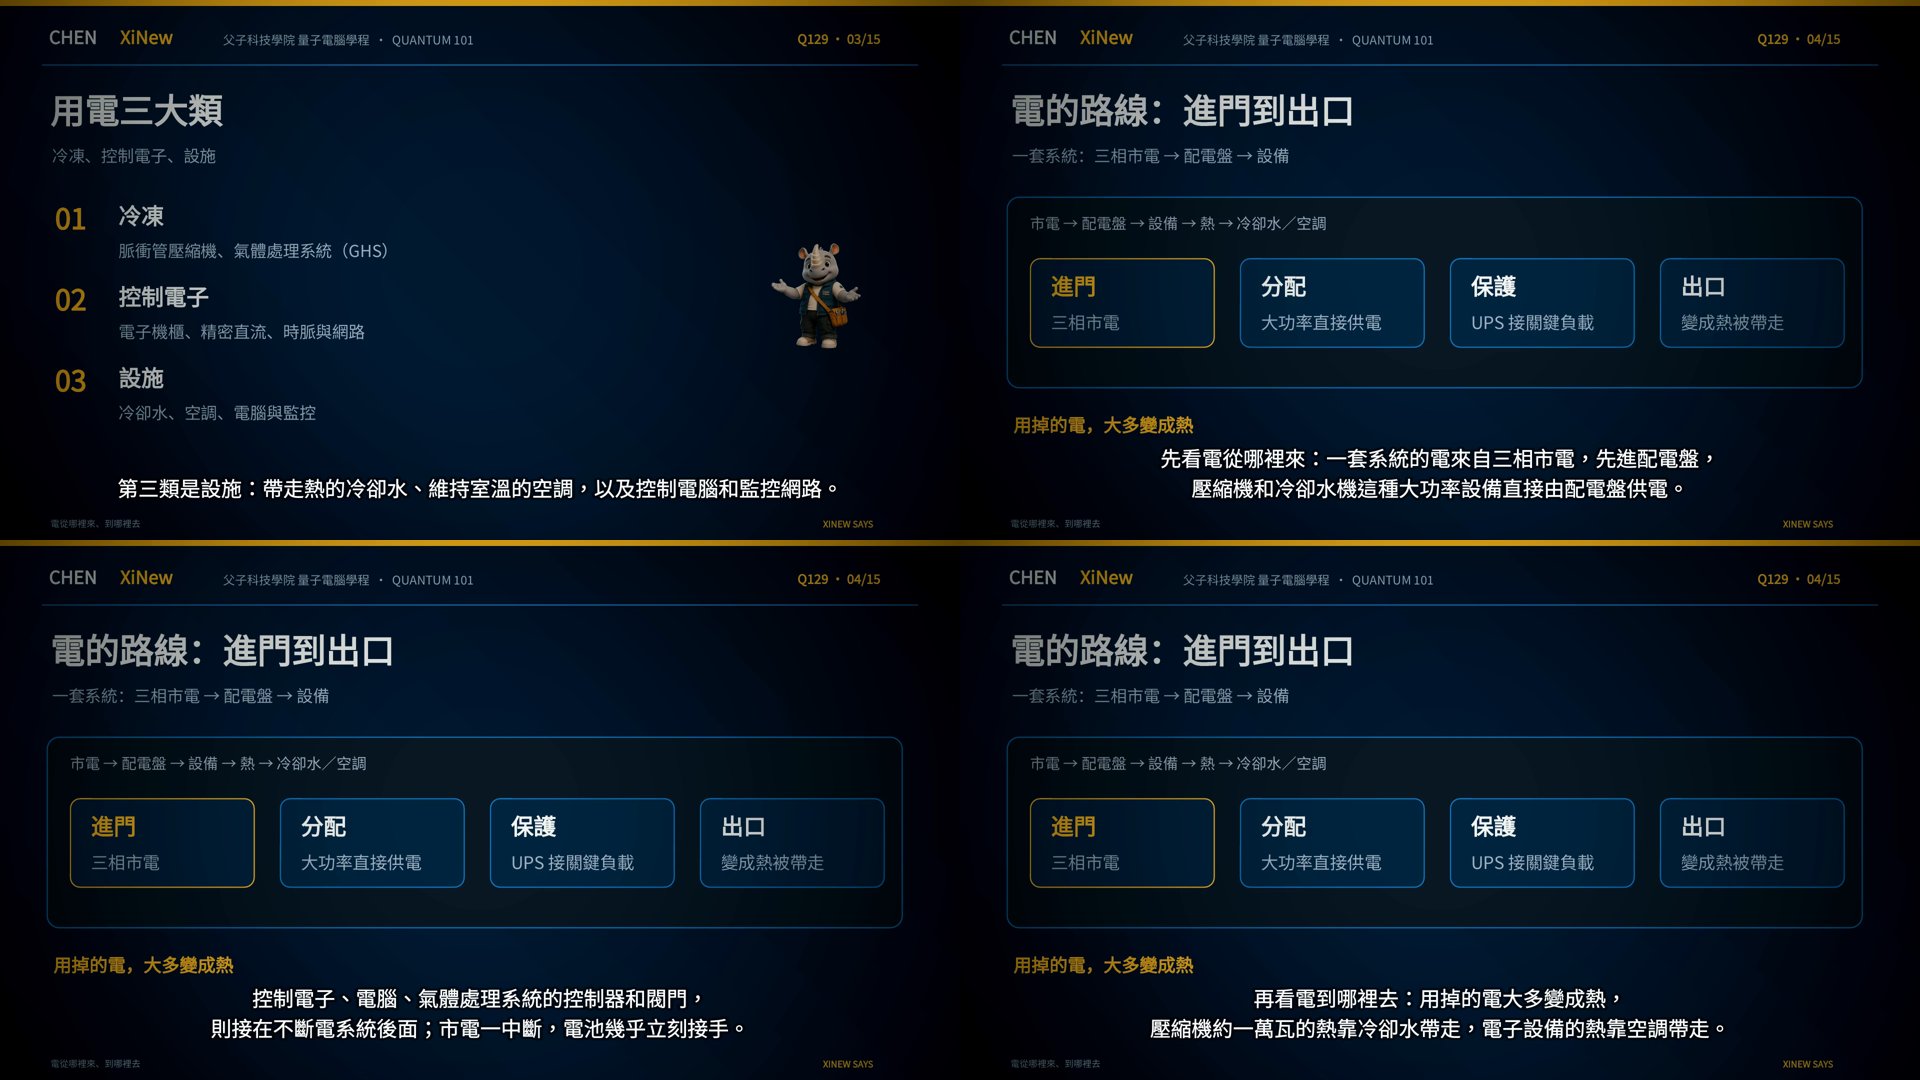 CHEN XiNew 父子科技學院 量子電腦學程 · QUANTUM 101 Q129 · 03/15
用電三大類
冷凍、控制電子、設施
01 冷凍
脈衝管壓縮機、氣體處理系統（GHS）
02 控制電子
電子機櫃、精密直流、時脈與網路
03 設施
冷卻水、空調、電腦與監控
第三類是設施：帶走熱的冷卻水、維持室溫的空調，以及控制電腦和監控網路。
電從哪裡來、到哪裡去 XINEW SAYS
CHEN XiNew 父子科技學院 量子電腦學程 · QUANTUM 101 Q129 · 04/15
電的路線：進門到出口
一套系統：三相市電 → 配電盤 → 設備
市電 → 配電盤 → 設備 → 熱 → 冷卻水／空調
進門 分配 保護 出口
三相市電 大功率直接供電 UPS 接關鍵負載 變成熱被帶走
用掉的電，大多變成熱
先看電從哪裡來：一套系統的電來自三相市電，先進配電盤，
壓縮機和冷卻水機這種大功率設備直接由配電盤供電。
電從哪裡來、到哪裡去 XINEW SAYS
CHEN XiNew 父子科技學院 量子電腦學程 · QUANTUM 101 Q129 · 04/15
電的路線：進門到出口
一套系統：三相市電 → 配電盤 → 設備
市電 → 配電盤 → 設備 → 熱 → 冷卻水／空調
進門 分配 保護 出口
三相市電 大功率直接供電 UPS 接關鍵負載 變成熱被帶走
用掉的電，大多變成熱
控制電子、電腦、氣體處理系統的控制器和閥門，
則接在不斷電系統後面；市電一中斷，電池幾乎立刻接手。
電從哪裡來、到哪裡去 XINEW SAYS
CHEN XiNew 父子科技學院 量子電腦學程 · QUANTUM 101 Q129 · 04/15
電的路線：進門到出口
一套系統：三相市電 → 配電盤 → 設備
市電 → 配電盤 → 設備 → 熱 → 冷卻水／空調
進門 分配 保護 出口
三相市電 大功率直接供電 UPS 接關鍵負載 變成熱被帶走
用掉的電，大多變成熱
再看電到哪裡去：用掉的電大多變成熱，
壓縮機約一萬瓦的熱靠冷卻水帶走，電子設備的熱靠空調帶走。
電從哪裡來、到哪裡去 XINEW SAYS